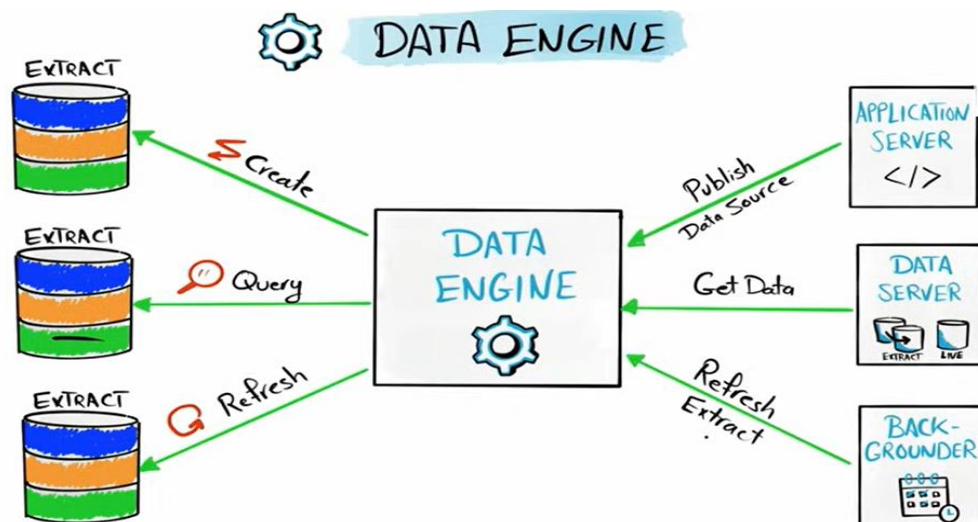 DATA ENGINE
EXTRACT
Create
EXTRACT
Query
EXTRACT
Refresh
DATA
ENGINE
Publish
Data Source
Get Data
Refresh
Extract
APPLICATION
SERVER
</>
DATA
SERVER
EXTRACT LIVE
BACK-
GROUNDER